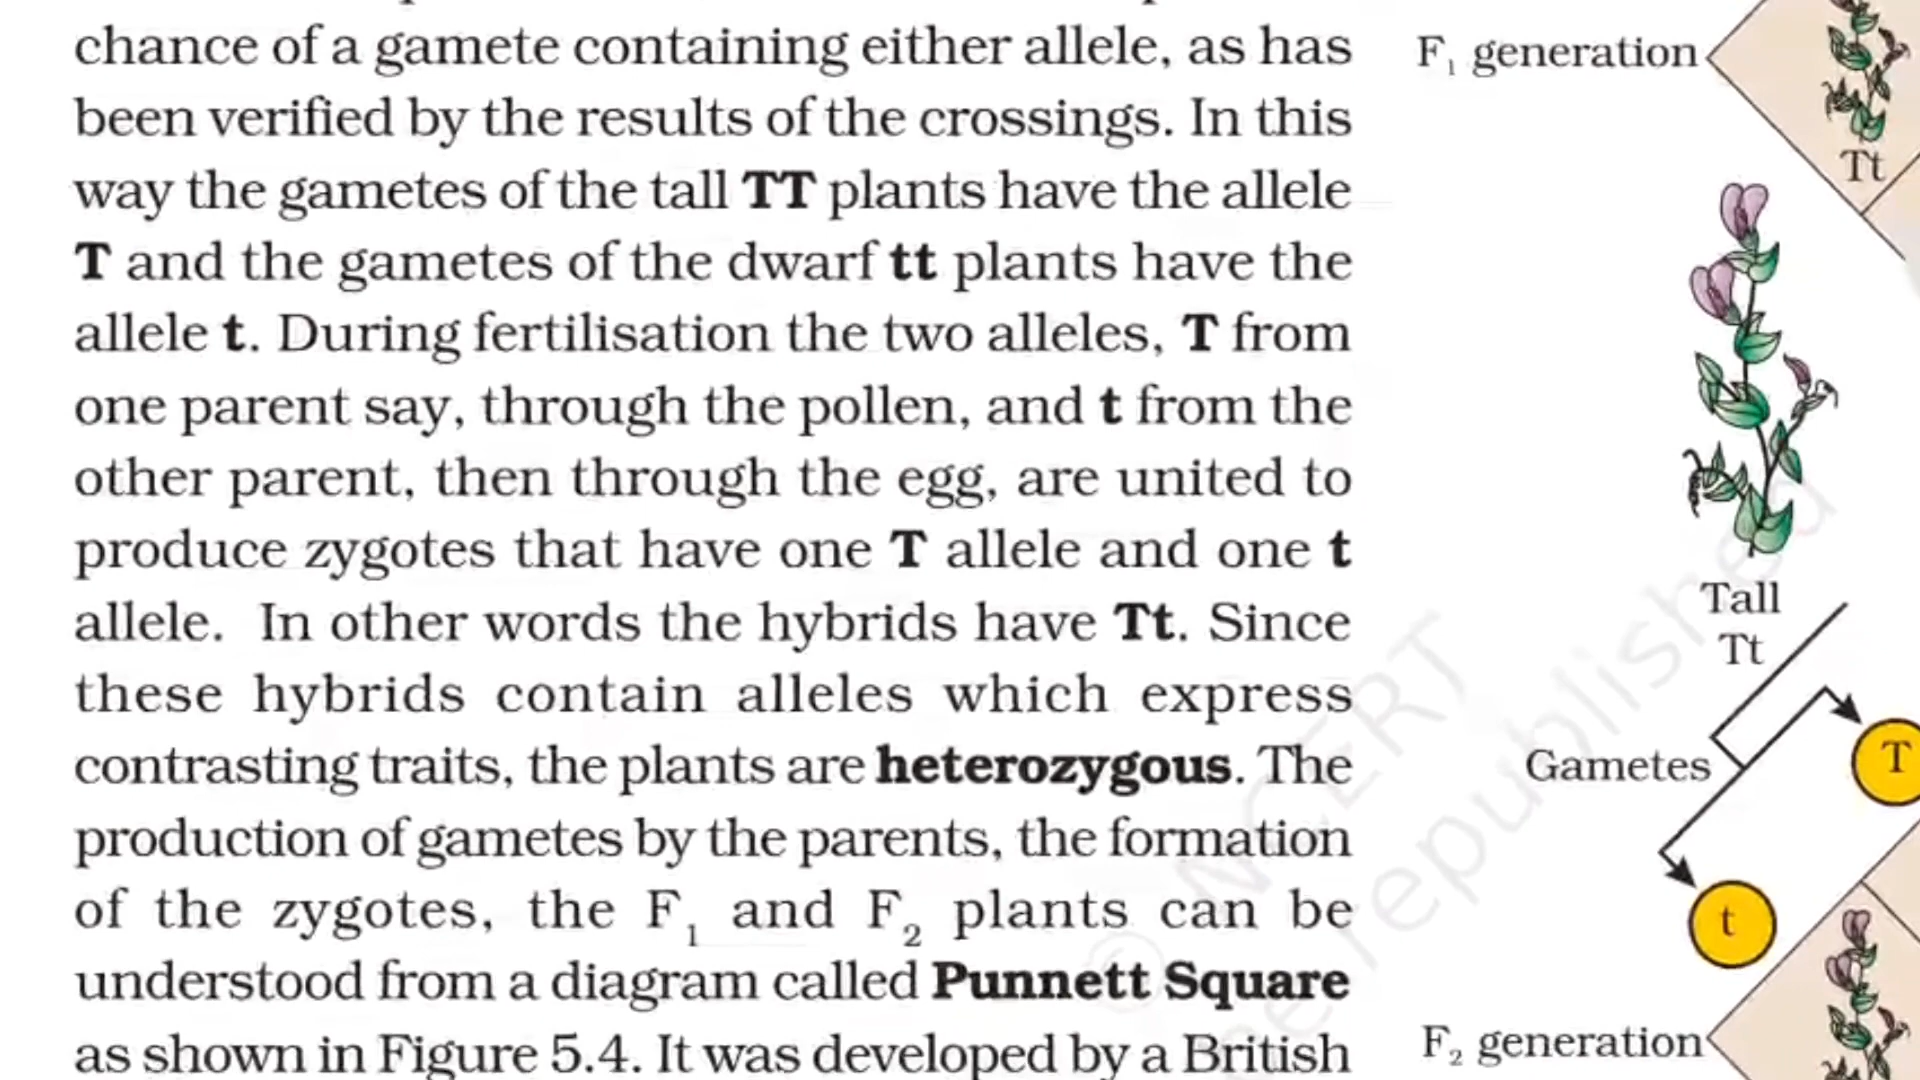 chance of a gamete containing either allele, as has
been verified by the results of the crossings. In this
way the gametes of the tall TT plants have the allele
T and the gametes of the dwarf tt plants have the
allele t. During fertilisation the two alleles, T from
one parent say, through the pollen, and t from the
other parent, then through the egg, are united to
produce zygotes that have one T allele and one t
allele. In other words the hybrids have Tt. Since
these hybrids contain alleles which express
contrasting traits, the plants are heterozygous. The
production of gametes by the parents, the formation
of the zygotes, the F₁ and F₂ plants can be
understood from a diagram called Punnett Square
as shown in Figure 5.4. It was developed by a British
F₁ generation
Tt
Tall
Tt
Gametes
T
t
F₂ generation
© NCERT
republished